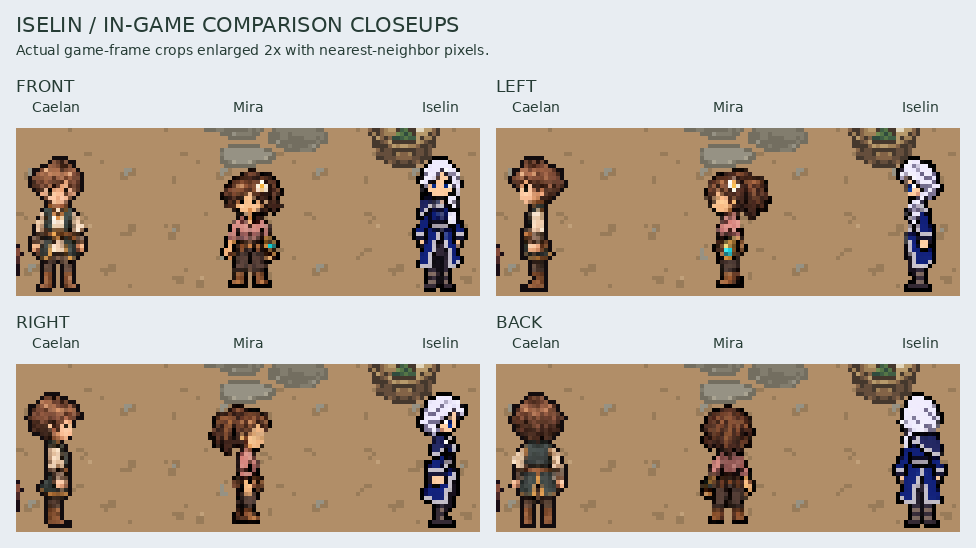 ISELIN / IN-GAME COMPARISON CLOSEUPS
Actual game-frame crops enlarged 2x with nearest-neighbor pixels.
FRONT
Caelan Mira Iselin
LEFT
Caelan Mira Iselin
RIGHT
Caelan Mira Iselin
BACK
Caelan Mira Iselin